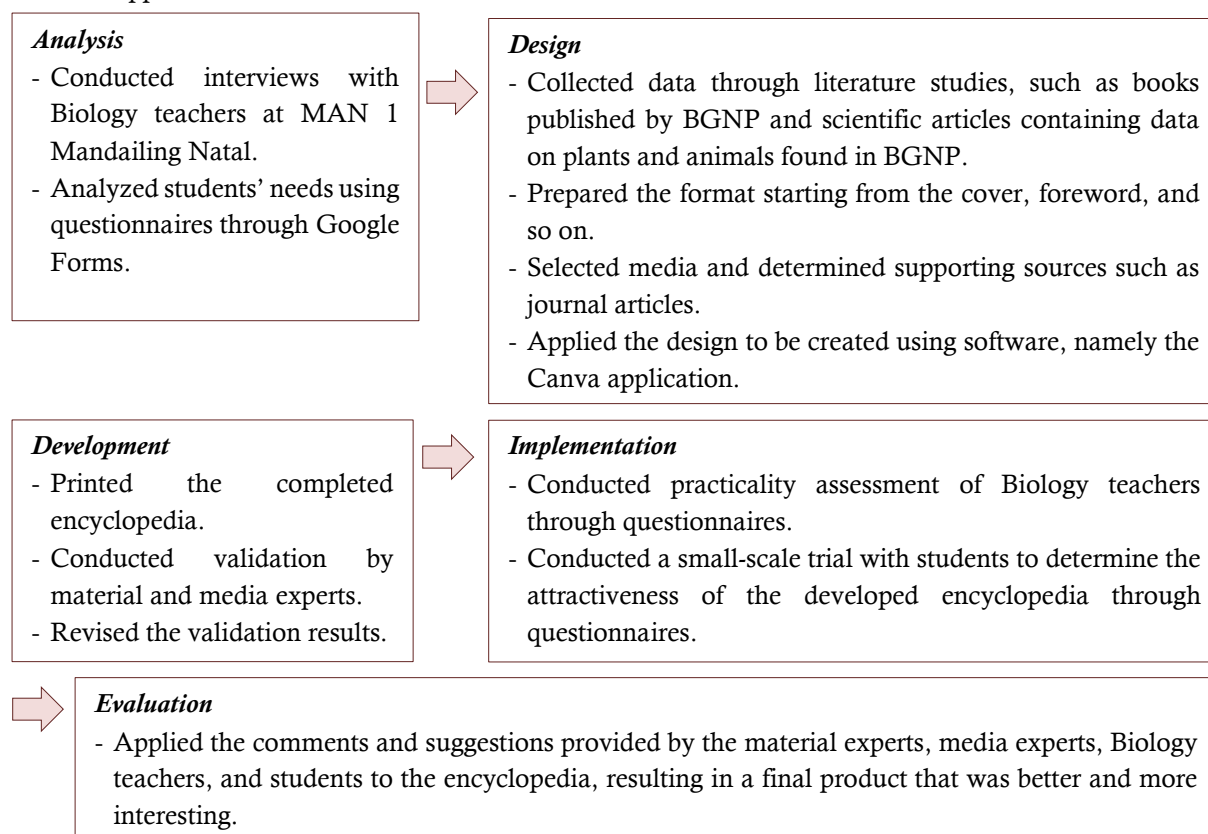 Analysis
- Conducted interviews with
Biology teachers at MAN 1
Mandailing Natal.
- Analyzed students’ needs using
questionnaires through Google
Forms.
Design
- Collected data through literature studies, such as books
published by BGNP and scientific articles containing data
on plants and animals found in BGNP.
- Prepared the format starting from the cover, foreword, and
so on.
- Selected media and determined supporting sources such as
journal articles.
- Applied the design to be created using software, namely the
Canva application.
Development
- Printed the completed
encyclopedia.
- Conducted validation by
material and media experts.
- Revised the validation results.
Implementation
- Conducted practicality assessment of Biology teachers
through questionnaires.
- Conducted a small-scale trial with students to determine the
attractiveness of the developed encyclopedia through
questionnaires.
Evaluation
- Applied the comments and suggestions provided by the material experts, media experts, Biology
teachers, and students to the encyclopedia, resulting in a final product that was better and more
interesting.